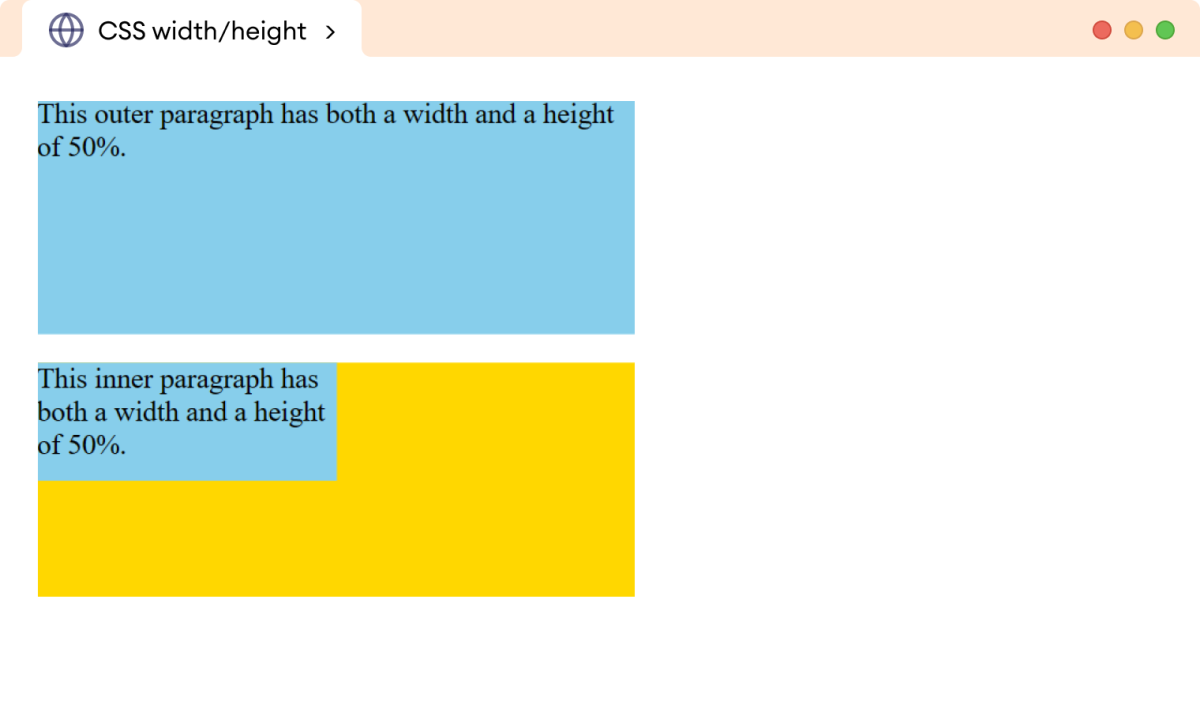 CSS width/height
This outer paragraph has both a width and a height
of 50%.
This inner paragraph has
both a width and a height
of 50%.